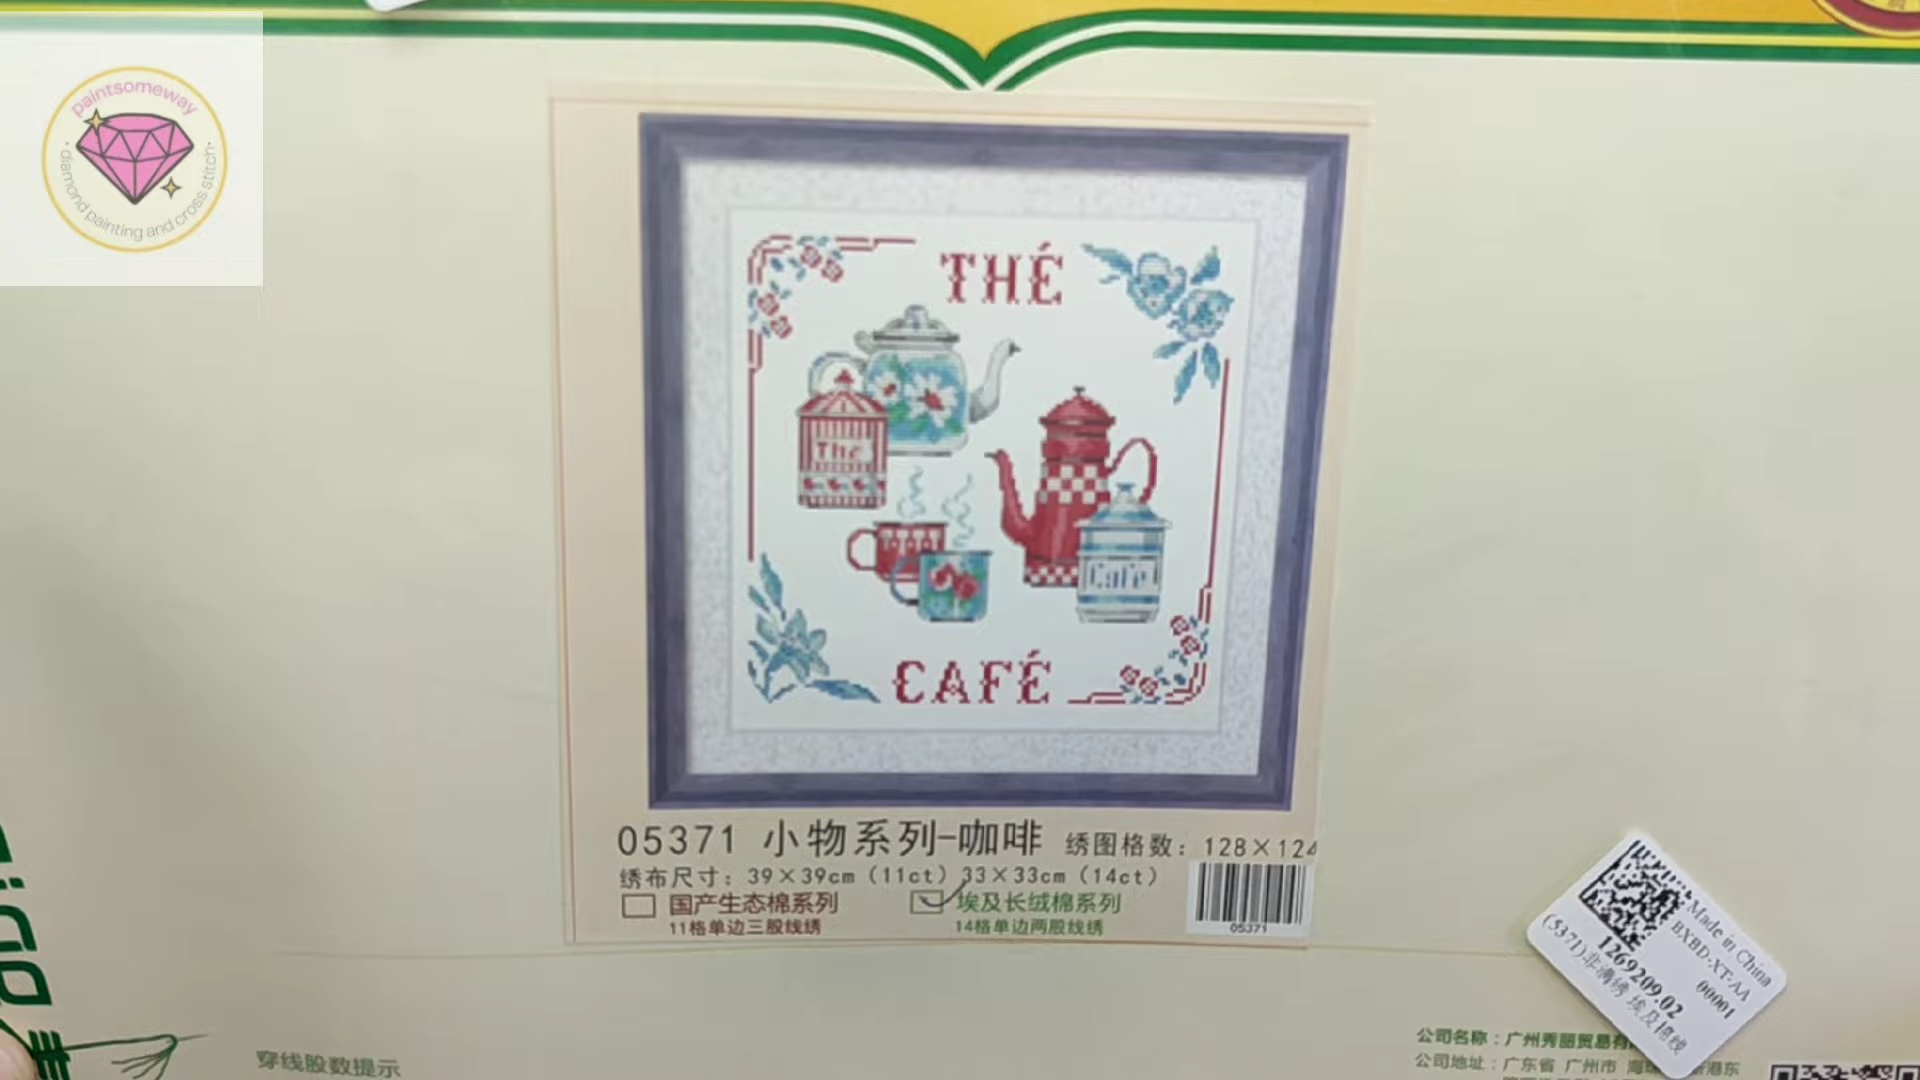 paintsomeway
diamond painting and cross stitch
THÉ
Thé
Café
CAFÉ
05371 小物系列-咖啡 绣图格数：128×124
绣布尺寸：39×39cm（11ct）33×33cm（14ct）
国产生态棉系列 埃及长绒棉系列
11格单边三股线绣 14格单边两股线绣
05371
Made in China
BXBD-XT-AA
00001
1269209.02
(5371)非满绣 埃及棉线
穿线股数提示
公司名称：广州秀丽贸易有
公司地址：广东省 广州市 海 新港东